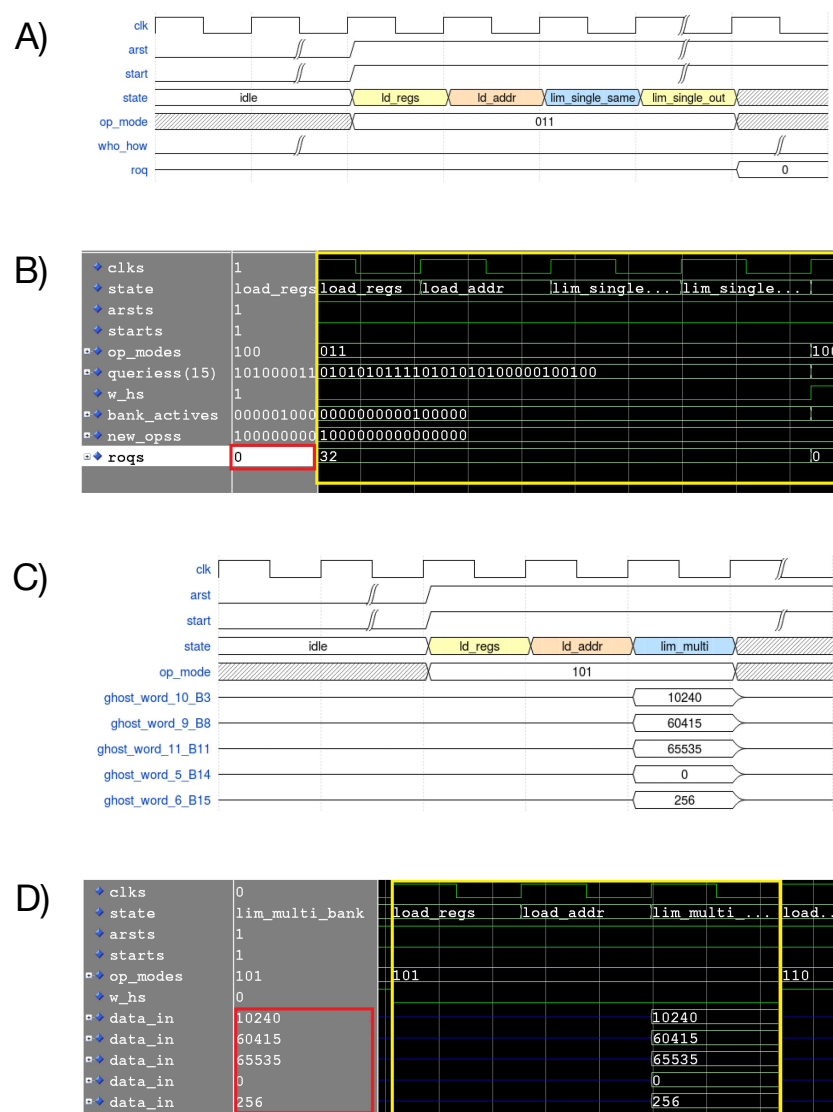 A)
clk
arst
start
state idle ld_regs ld_addr lim_single_same lim_single_out
op_mode 011
who_how
roq 0
B)
clks 1
state load_regs load_regs load_addr lim_single... lim_single...
arsts 1
starts 1
op_modes 100 011 100
queriess(15) 101000011 01010101111010101010100000100100
w_hs 1
bank_actives 000001000 0000000000100000
new_opss 100000000 1000000000000000
roqs 0 32 0
C)
clk
arst
start
state idle ld_regs ld_addr lim_multi
op_mode 101
ghost_word_10_B3 10240
ghost_word_9_B8 60415
ghost_word_11_B11 65535
ghost_word_5_B14 0
ghost_word_6_B15 256
D)
clks 0
state lim_multi_bank load_regs load_addr lim_multi_... load..
arsts 1
starts 1
op_modes 101 101 110
w_hs 0
data_in 10240 10240
data_in 60415 60415
data_in 65535 65535
data_in 0 0
data_in 256 256